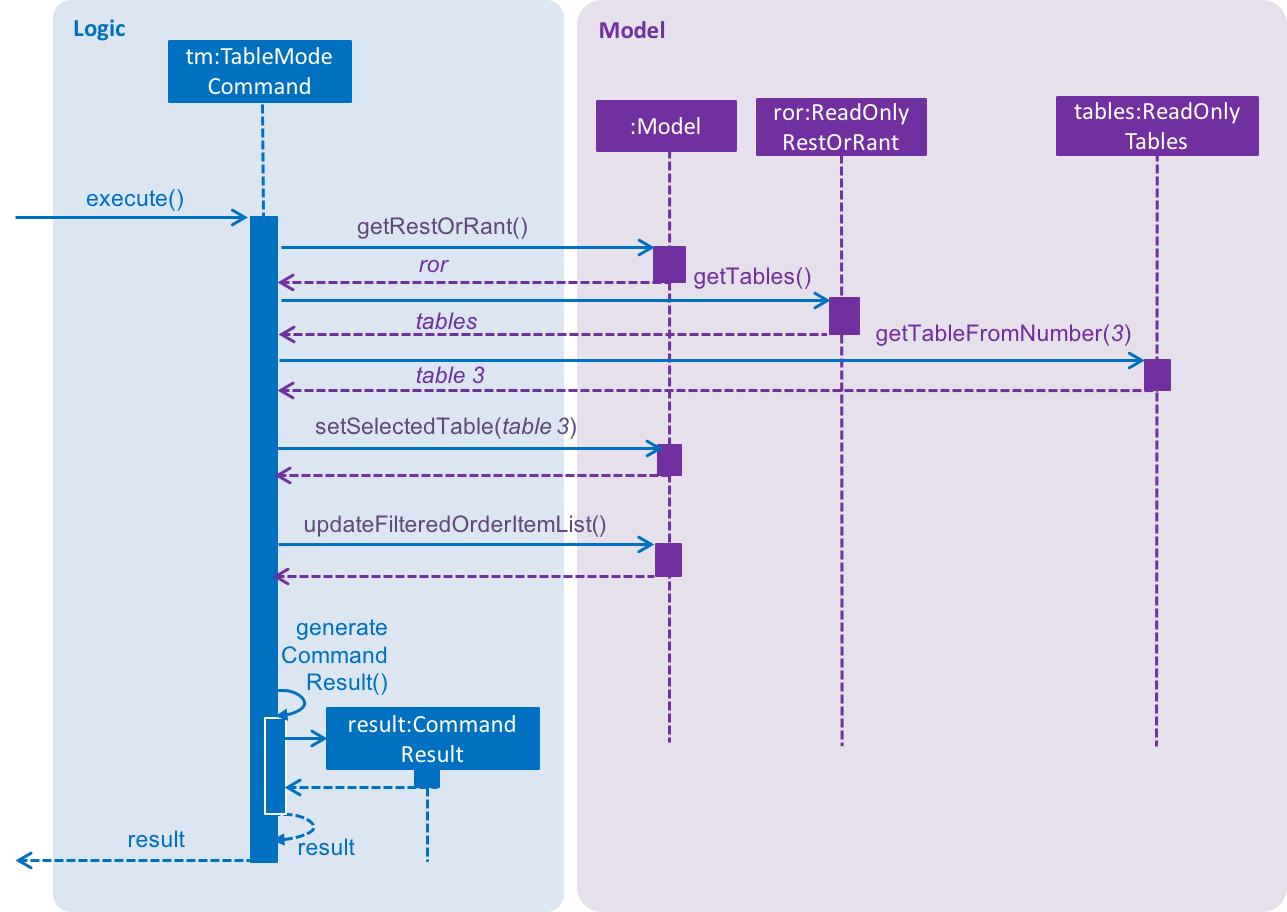 Logic
Model
tm:TableMode
Command
:Model
ror:ReadOnly
RestOrRant
tables:ReadOnly
Tables
execute()
getRestOrRant()
ror
getTables()
tables
getTableFromNumber(3)
table 3
setSelectedTable(table 3)
updateFilteredOrderItemList()
generate
Command
Result()
result:Command
Result
result
result